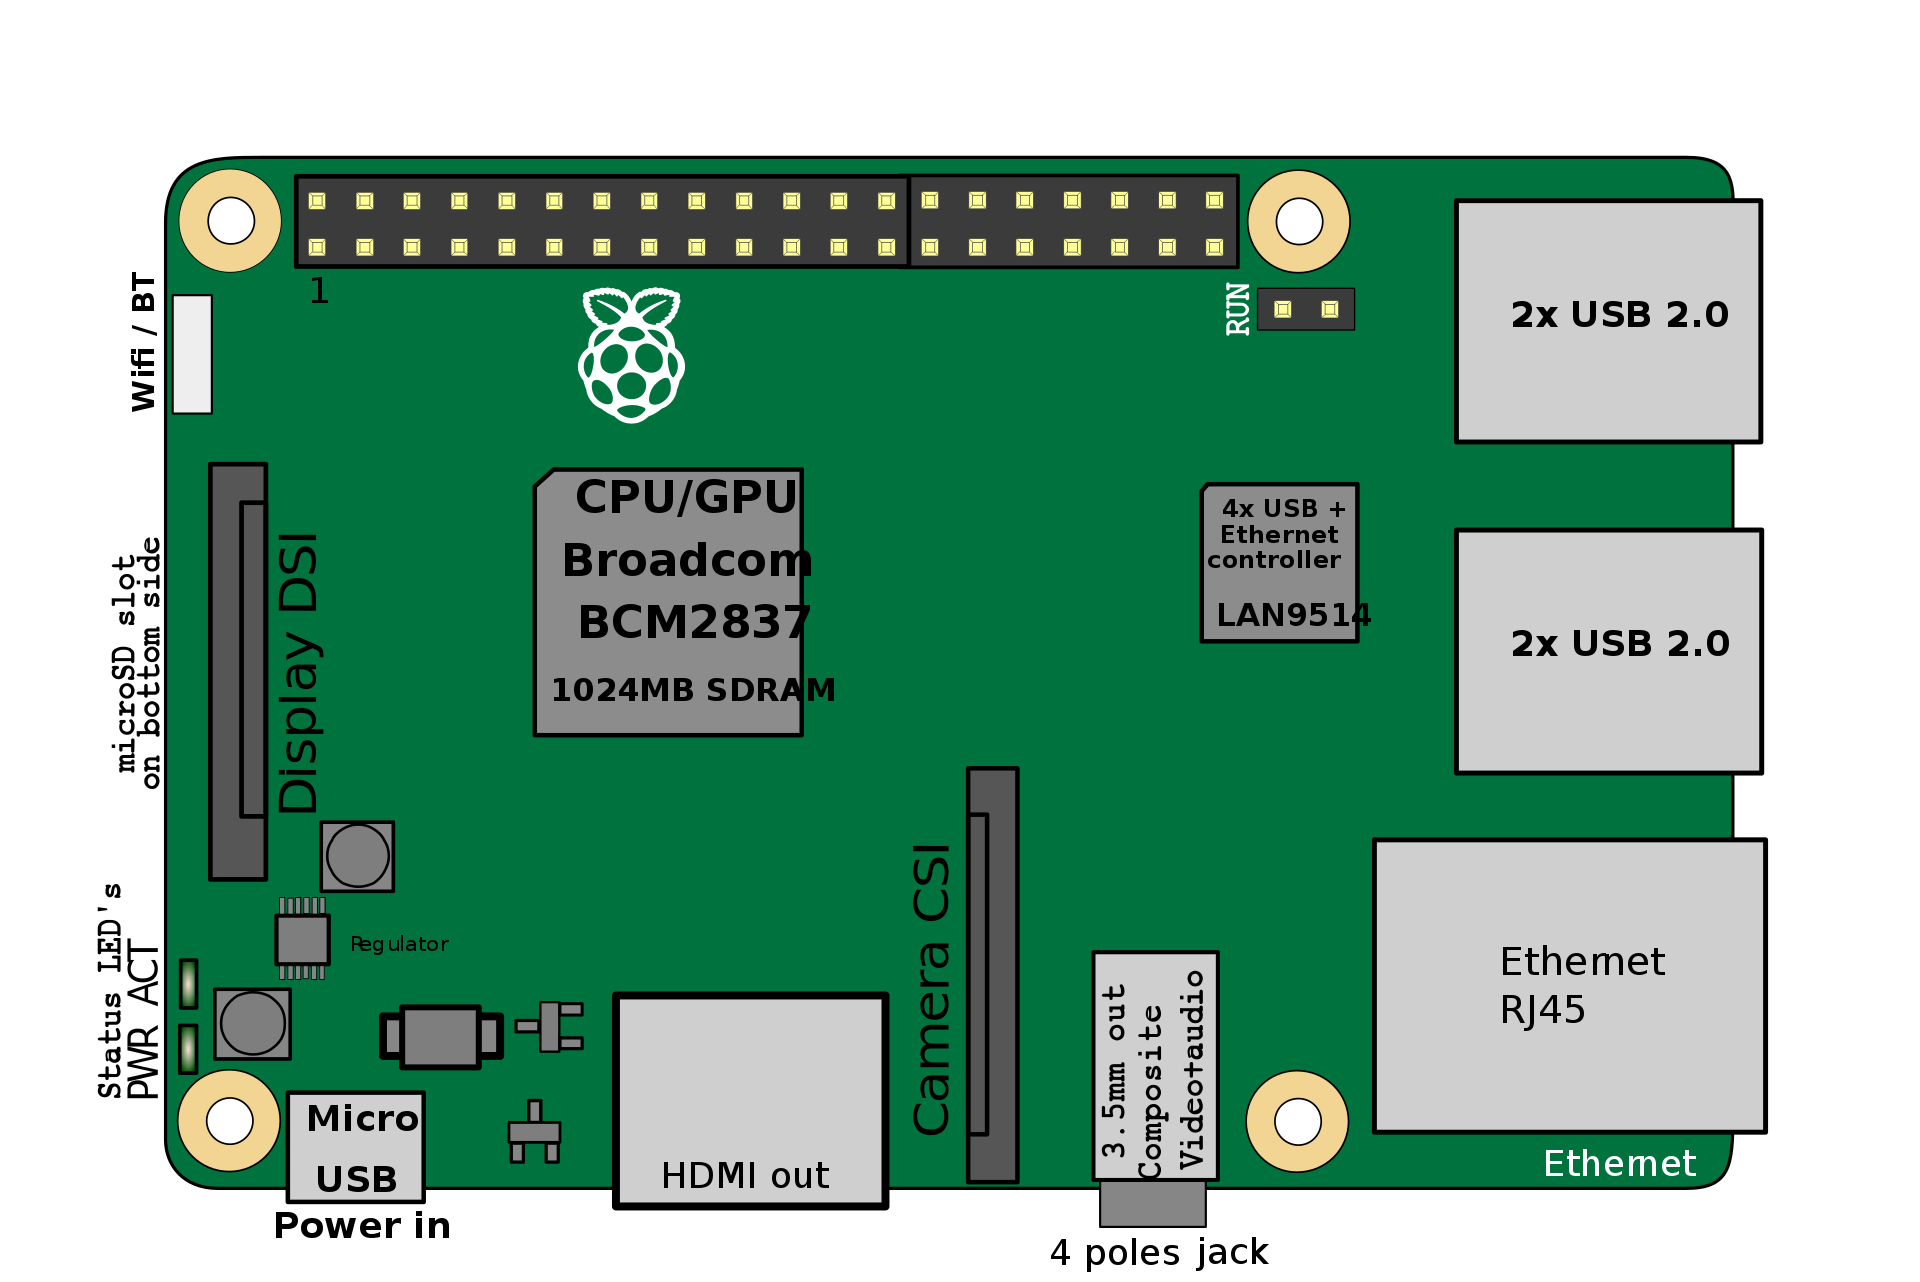 1
RUN
Wifi / BT
2x USB 2.0
CPU/GPU
Broadcom
BCM2837
1024MB SDRAM
4x USB +
Ethernet
controller
LAN9514
2x USB 2.0
microSD slot
on bottom side
Display DSI
Regulator
Status LED's
PWR ACT
Camera CSI
3.5mm out
Composite
Video+audio
Ethernet
RJ45
Micro
USB
Power in
HDMI out
Ethernet
4 poles jack